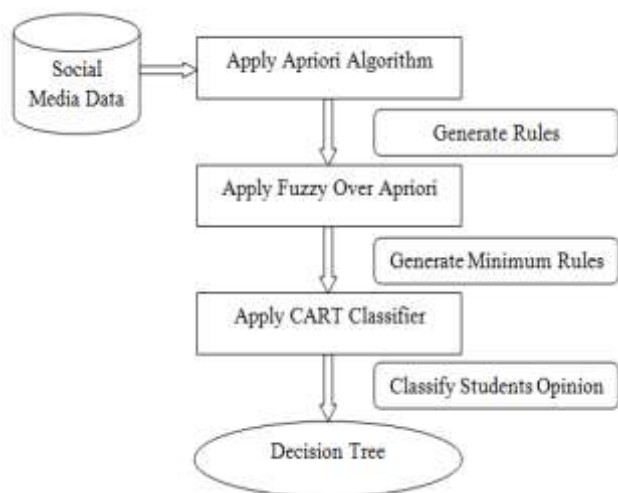 Social
Media Data
Apply Apriori Algorithm
Generate Rules
Apply Fuzzy Over Apriori
Generate Minimum Rules
Apply CART Classifier
Classify Students Opinion
Decision Tree